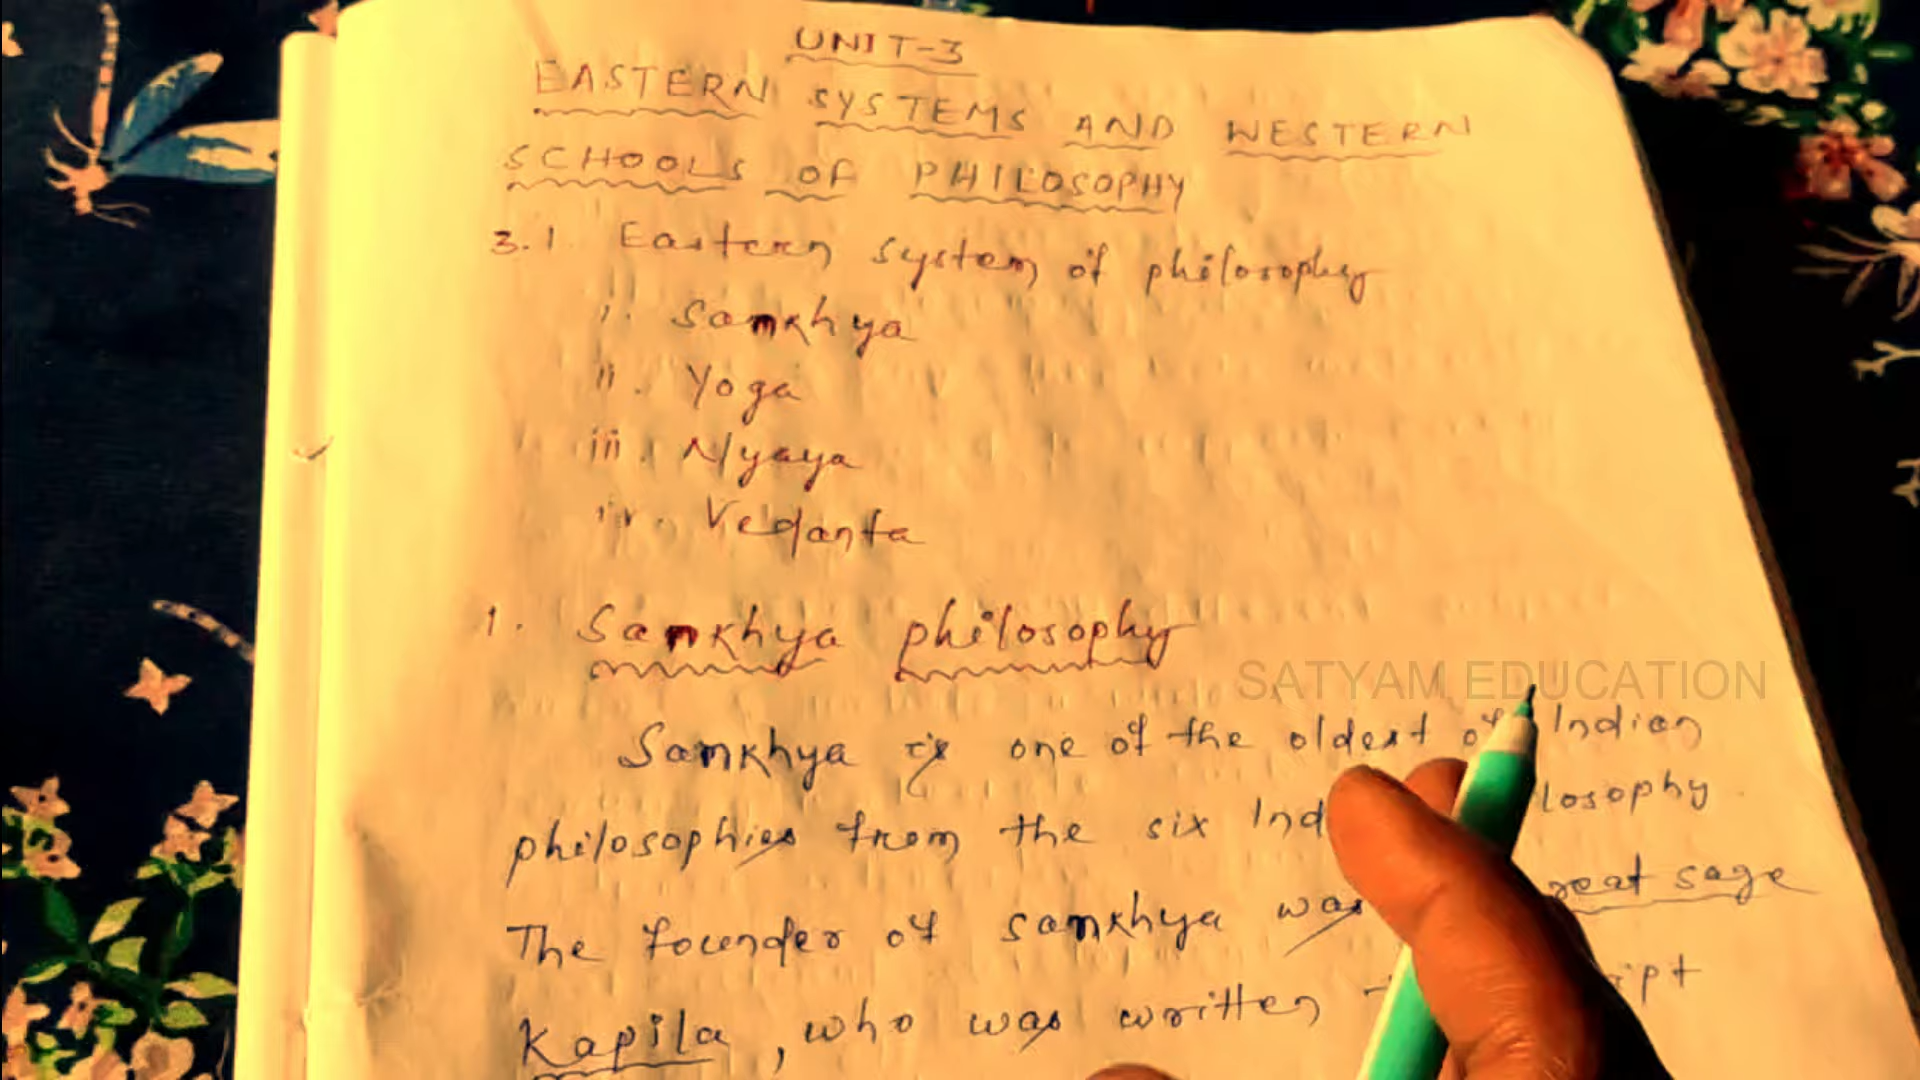 UNIT-3
EASTERN SYSTEMS AND WESTERN
SCHOOLS OF PHILOSOPHY
3.1 Eastern system of philosophy
i. Samkhya
ii. Yoga
iii. Nyaya
iv. Vedanta
1. Samkhya philosophy
SATYAM EDUCATION
Samkhya is one of the oldest of Indian
philosophies from the six Ind losophy
The founder of samkhya was reat sage
Kapila, who was written ipt